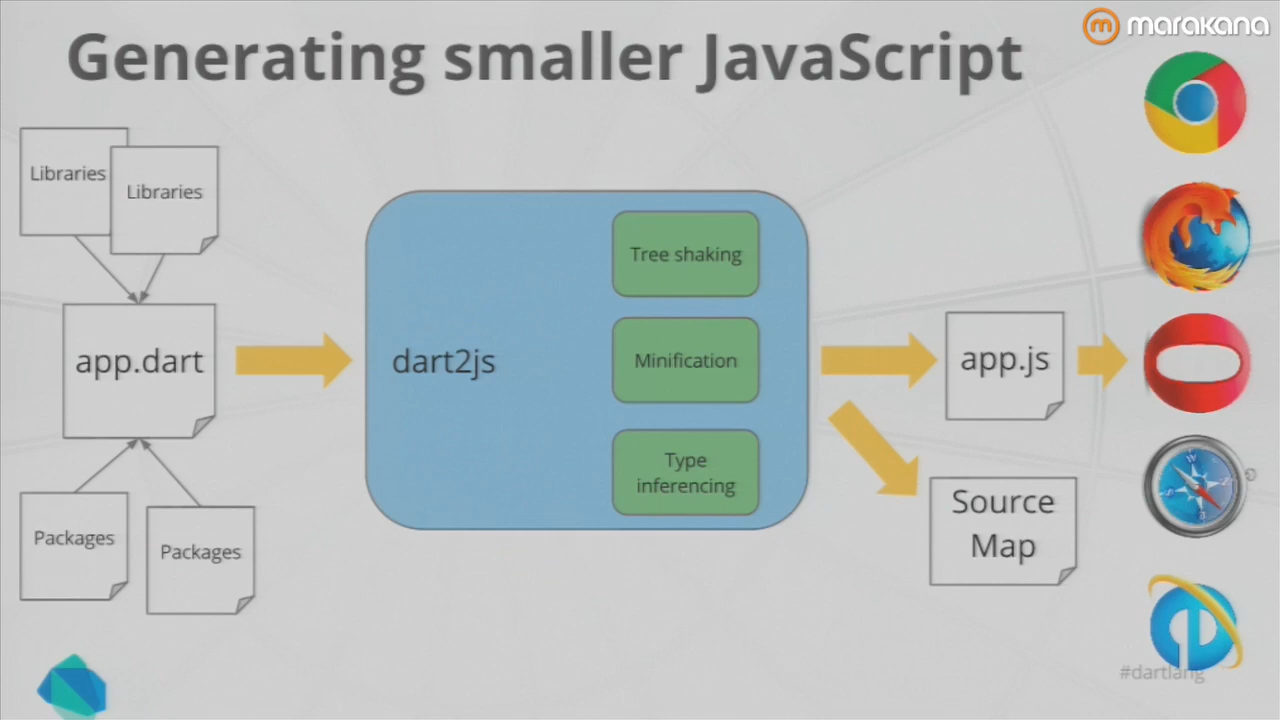 marakana
Generating smaller JavaScript
Libraries
Libraries
app.dart
Packages
Packages
dart2js
Tree shaking
Minification
Type
inferencing
app.js
Source
Map
#dartlang